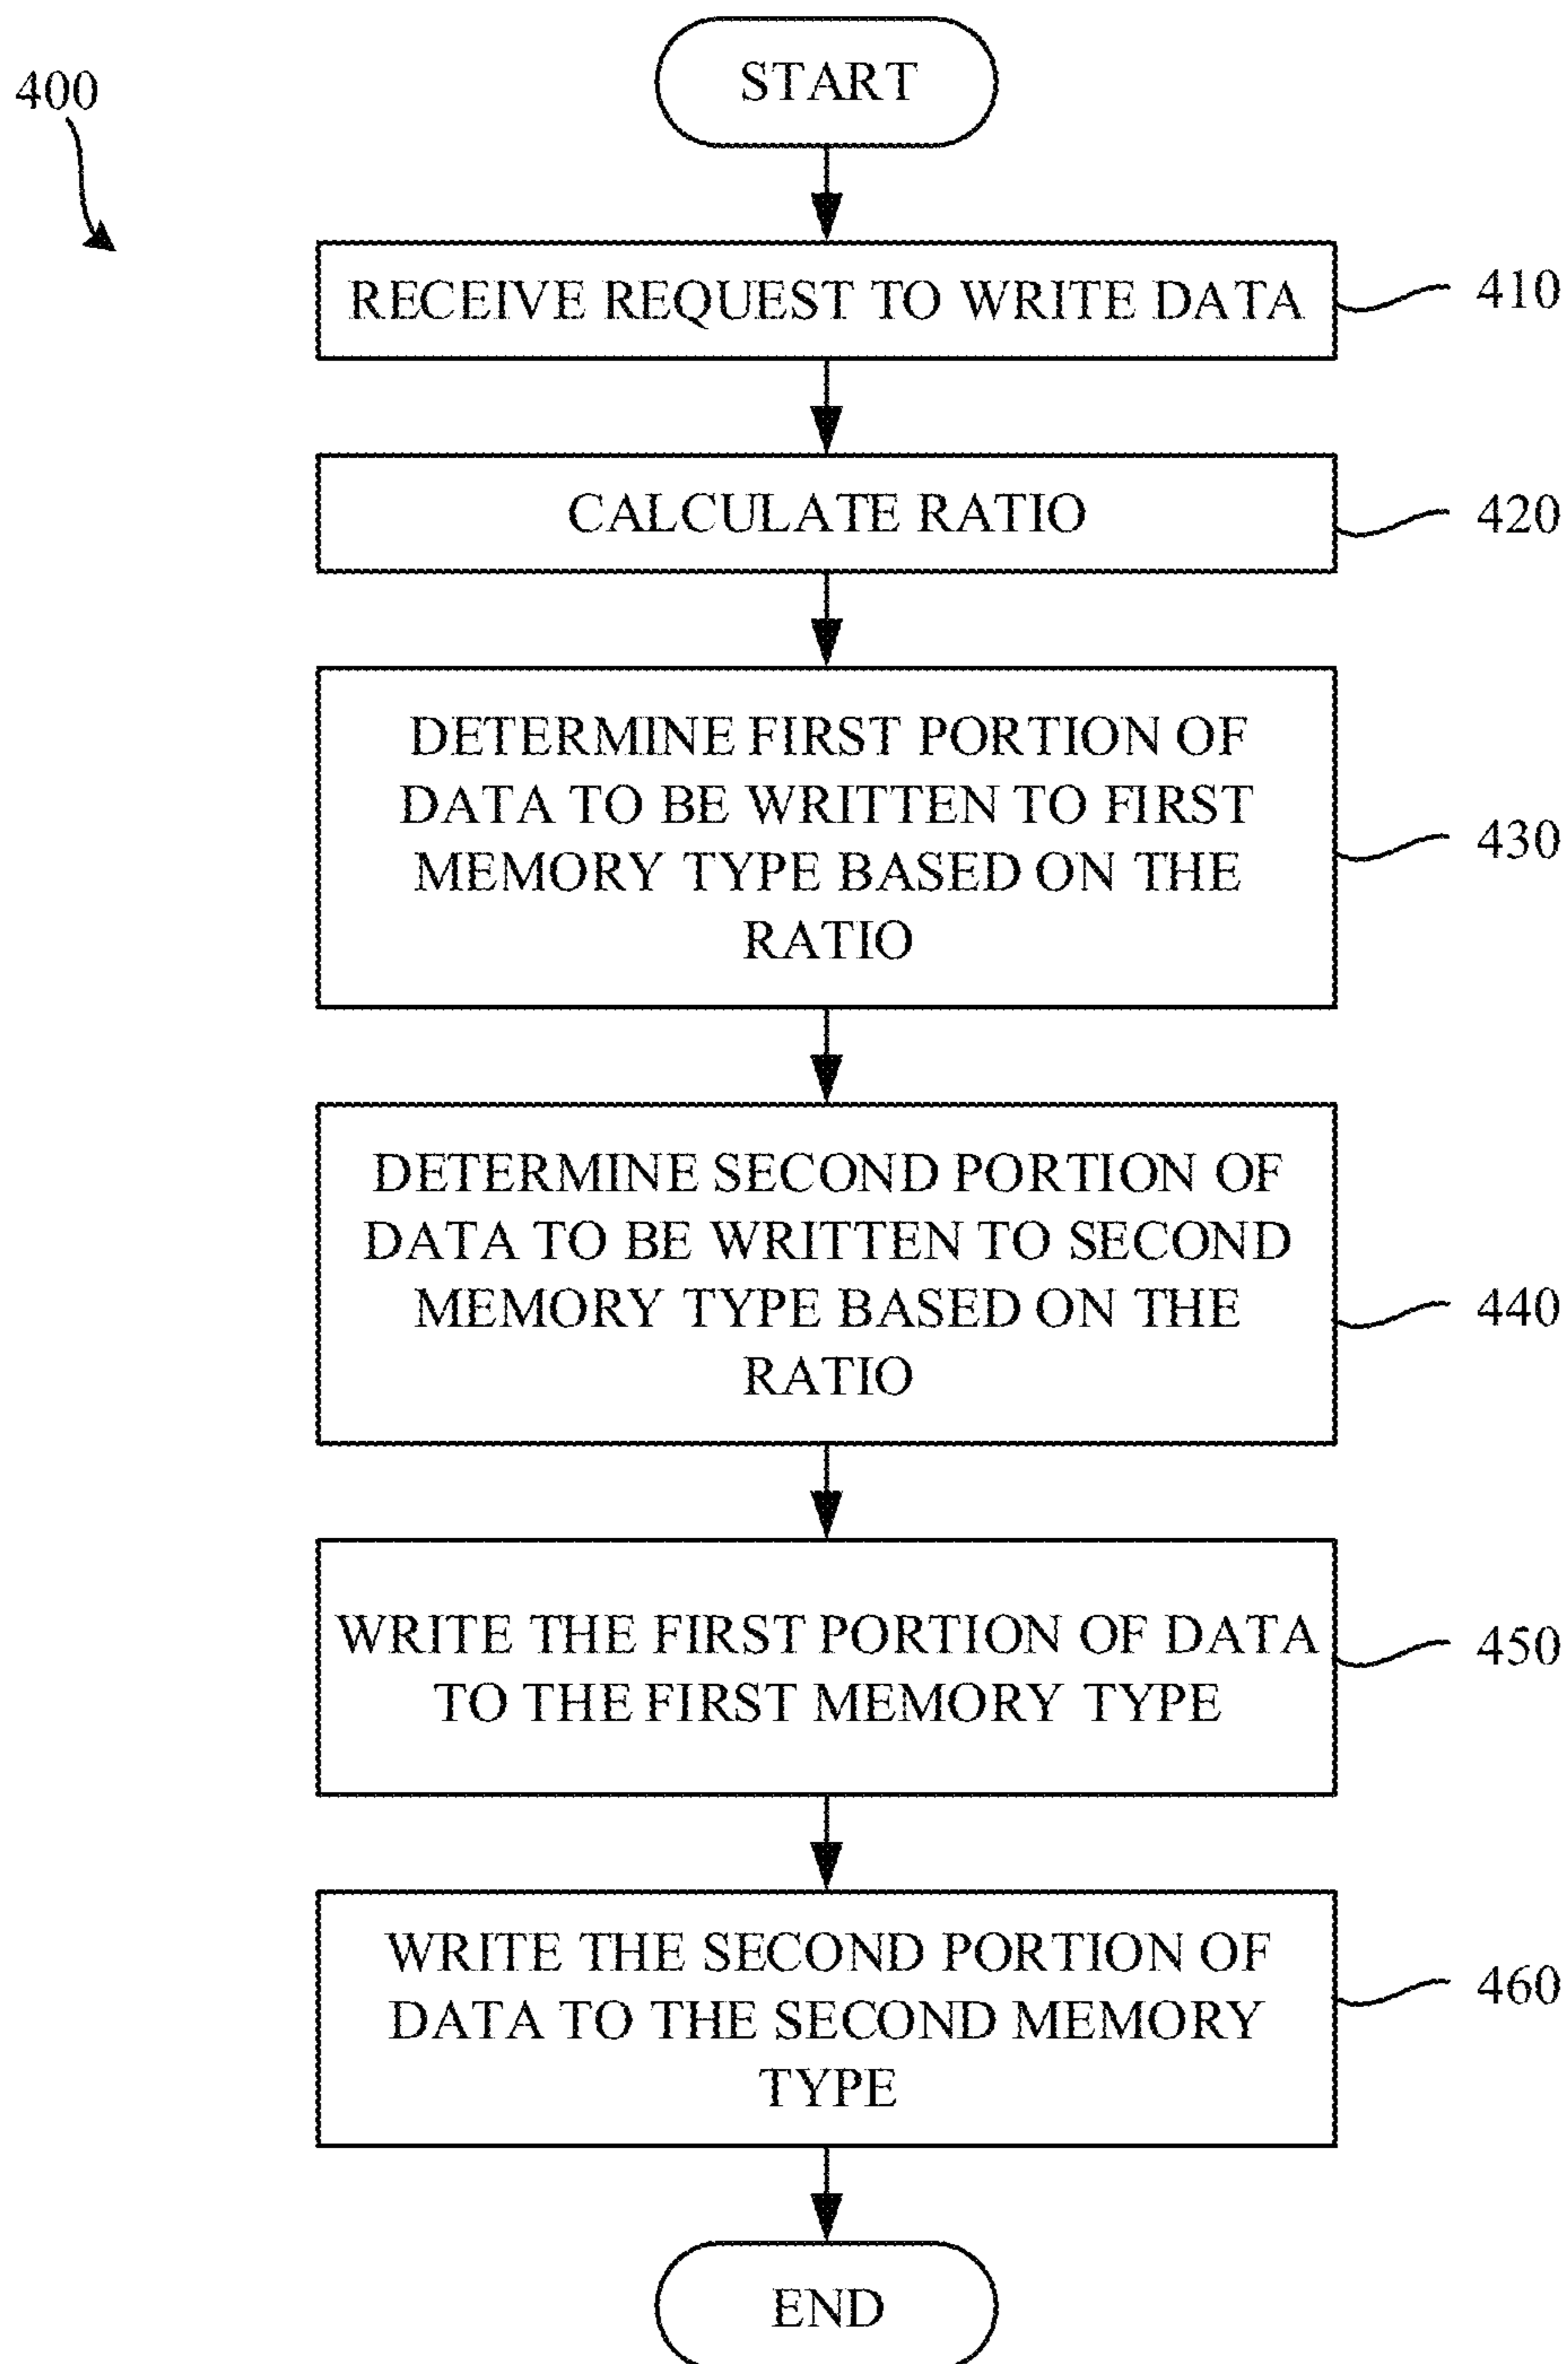 400
START
RECEIVE REQUEST TO WRITE DATA
410
CALCULATE RATIO
420
DETERMINE FIRST PORTION OF
DATA TO BE WRITTEN TO FIRST
MEMORY TYPE BASED ON THE
RATIO
430
DETERMINE SECOND PORTION OF
DATA TO BE WRITTEN TO SECOND
MEMORY TYPE BASED ON THE
RATIO
440
WRITE THE FIRST PORTION OF DATA
TO THE FIRST MEMORY TYPE
450
WRITE THE SECOND PORTION OF
DATA TO THE SECOND MEMORY
TYPE
460
END